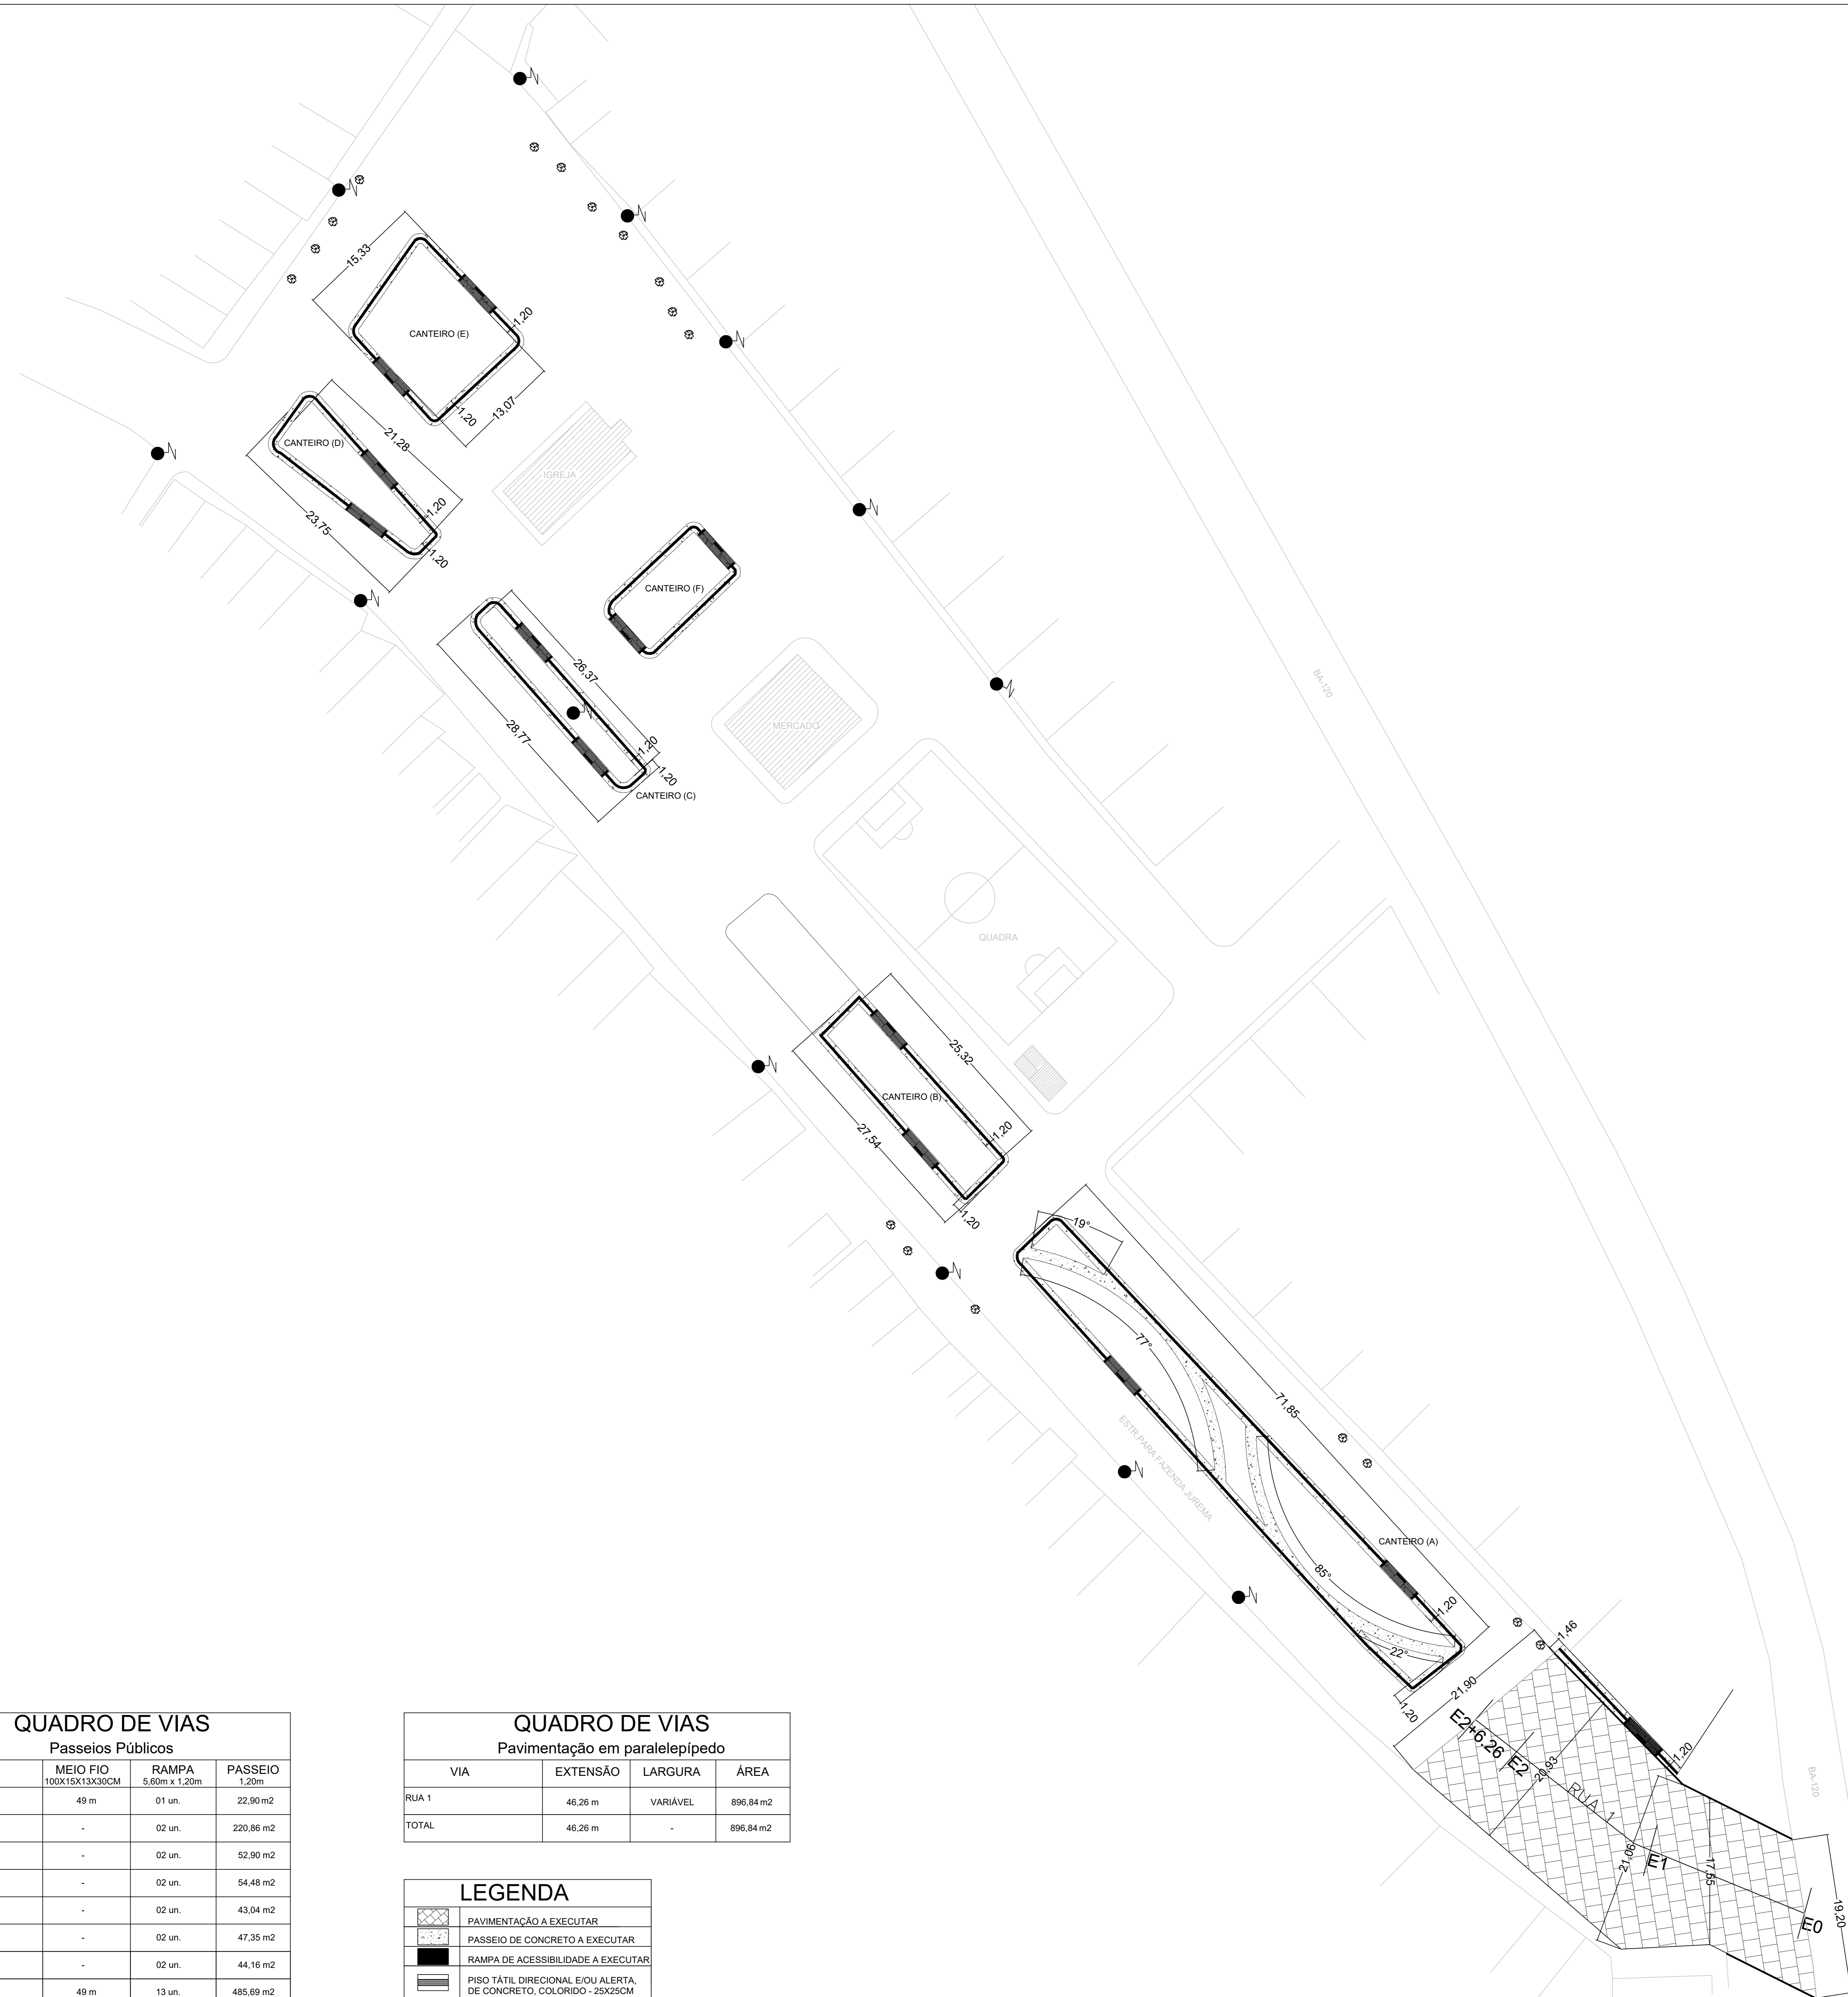 15,33
1,20
CANTEIRO (E)
1,20
13,07
21,28
CANTEIRO (D)
1,20
23,75
1,20
IGREJA
CANTEIRO (F)
26,37
28,77
1,20
1,20
CANTEIRO (C)
MERCADO
BA-120
QUADRA
25,32
CANTEIRO (B)
1,20
27,54
1,20
19°
77°
71,85
ESTR.PARA FAZENDA JUREMA
CANTEIRO (A)
85°
1,20
22°
1,20
1,46
21,90
E2+6.26
E2
20,93
1,20
RUA 1
BA-120
21,06
E1
17,55
19,20
E0
QUADRO DE VIAS
Passeios Públicos
MEIO FIO RAMPA PASSEIO
100X15X13X30CM 5,60m x 1,20m 1,20m
49 m 01 un. 22,90 m2
- 02 un. 220,86 m2
- 02 un. 52,90 m2
- 02 un. 54,48 m2
- 02 un. 43,04 m2
- 02 un. 47,35 m2
- 02 un. 44,16 m2
49 m 13 un. 485,69 m2
QUADRO DE VIAS
Pavimentação em paralelepípedo
VIA EXTENSÃO LARGURA ÁREA
RUA 1 46,26 m VARIÁVEL 896,84 m2
TOTAL 46,26 m - 896,84 m2
LEGENDA
PAVIMENTAÇÃO A EXECUTAR
PASSEIO DE CONCRETO A EXECUTAR
RAMPA DE ACESSIBILIDADE A EXECUTAR
PISO TÁTIL DIRECIONAL E/OU ALERTA,
DE CONCRETO, COLORIDO - 25X25CM